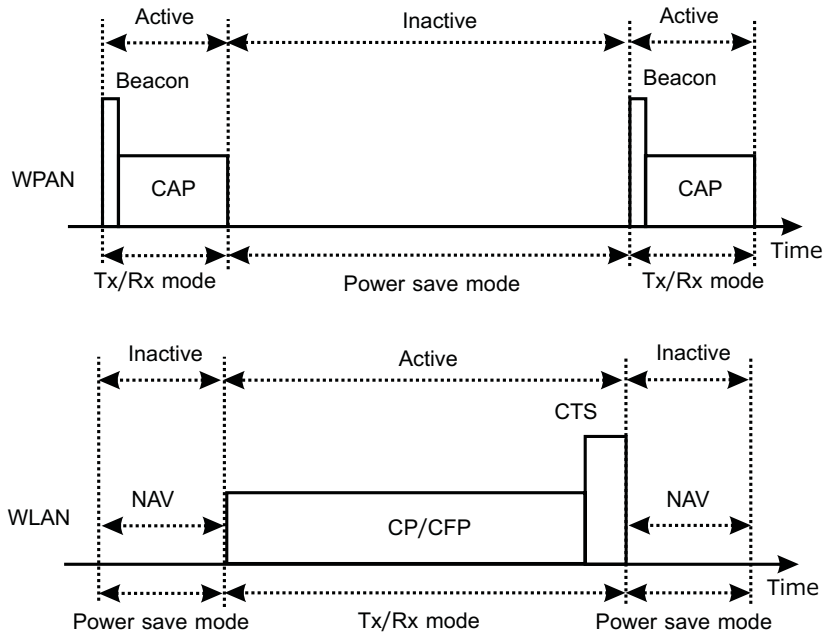 Active Inactive Active
Beacon Beacon
WPAN CAP CAP
Time
Tx/Rx mode Power save mode Tx/Rx mode
Inactive Active Inactive
CTS
NAV NAV
WLAN CP/CFP
Time
Power save mode Tx/Rx mode Power save mode